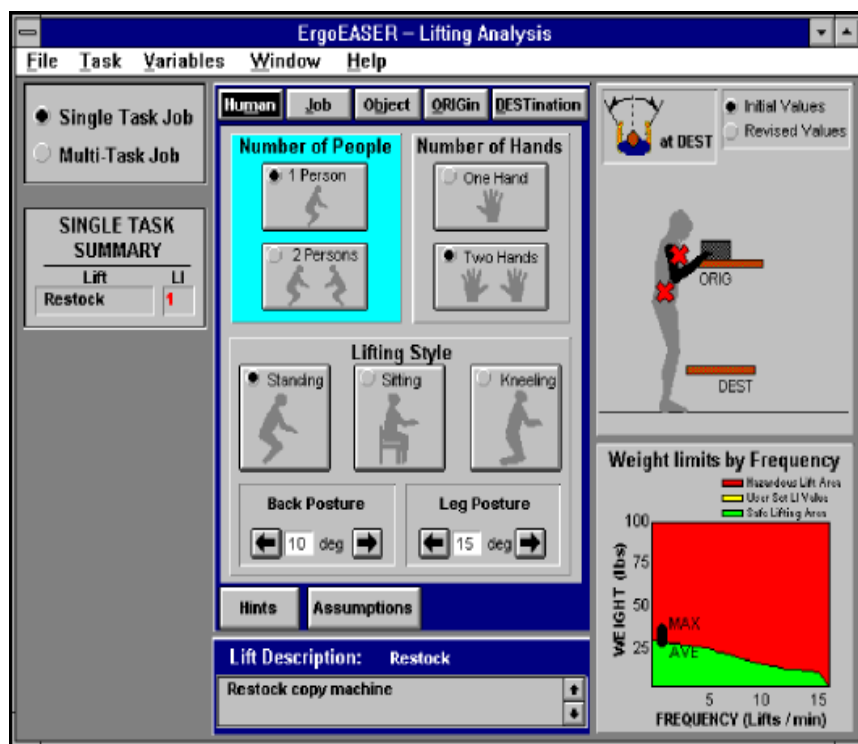 ErgoEASER – Lifting Analysis
File Task Variables Window Help
Single Task Job
Multi-Task Job
SINGLE TASK
SUMMARY
Lift LI
Restock 1
Human Job Object ORIGin DESTination
Number of People
1 Person
2 Persons
Number of Hands
One Hand
Two Hands
Lifting Style
Standing Sitting Kneeling
Back Posture
10 deg
Leg Posture
15 deg
Hints Assumptions
Lift Description: Restock
Restock copy machine
at DEST
Initial Values
Revised Values
ORIG
DEST
Weight limits by Frequency
Hazardous Lift Area
User Set LI Value
Safe Lifting Area
WEIGHT (lbs)
100
75
50
25
MAX
AVE
5 10 15
FREQUENCY (Lifts / min)